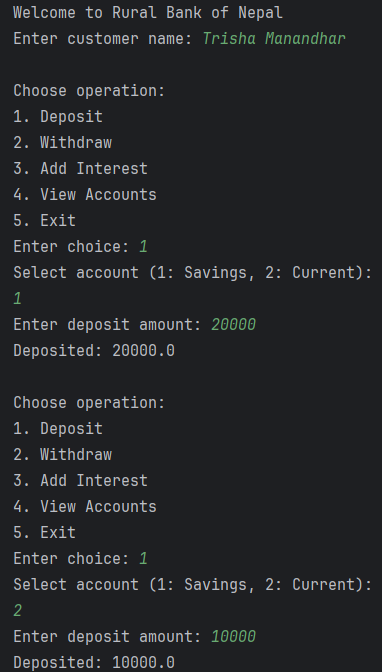 Welcome to Rural Bank of Nepal
Enter customer name: Trisha Manandhar
Choose operation:
1. Deposit
2. Withdraw
3. Add Interest
4. View Accounts
5. Exit
Enter choice: 1
Select account (1: Savings, 2: Current):
1
Enter deposit amount: 20000
Deposited: 20000.0
Choose operation:
1. Deposit
2. Withdraw
3. Add Interest
4. View Accounts
5. Exit
Enter choice: 1
Select account (1: Savings, 2: Current):
2
Enter deposit amount: 10000
Deposited: 10000.0